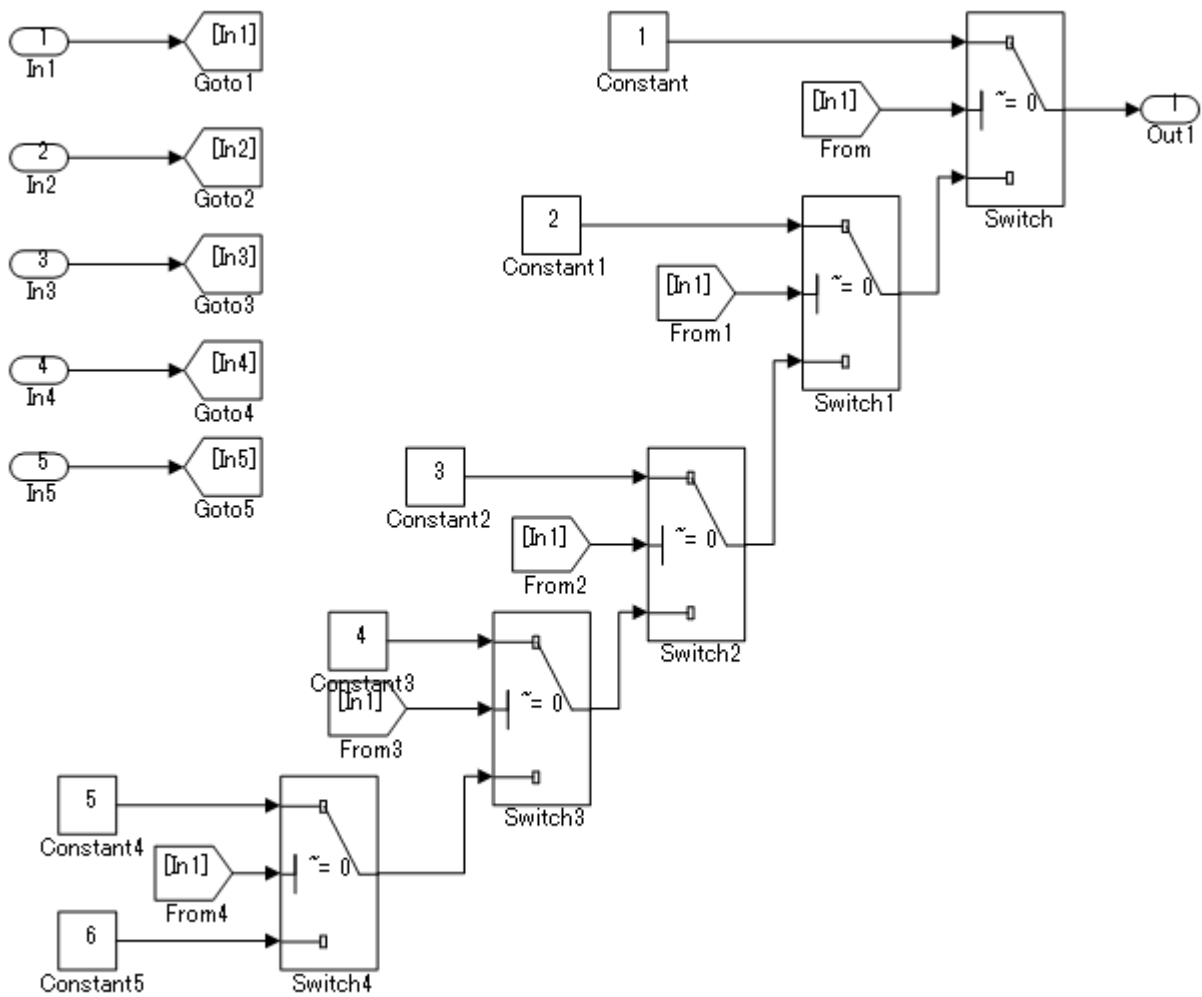 1
In1
[In1]
Goto1
2
In2
[In2]
Goto2
3
In3
[In3]
Goto3
4
In4
[In4]
Goto4
5
In5
[In5]
Goto5
1
Constant
[In1]
From
~= 0
Switch
1
Out1
2
Constant1
[In1]
From1
~= 0
Switch1
3
Constant2
[In1]
From2
~= 0
Switch2
4
Constant3
[In1]
From3
~= 0
Switch3
5
Constant4
[In1]
From4
~= 0
6
Constant5
Switch4